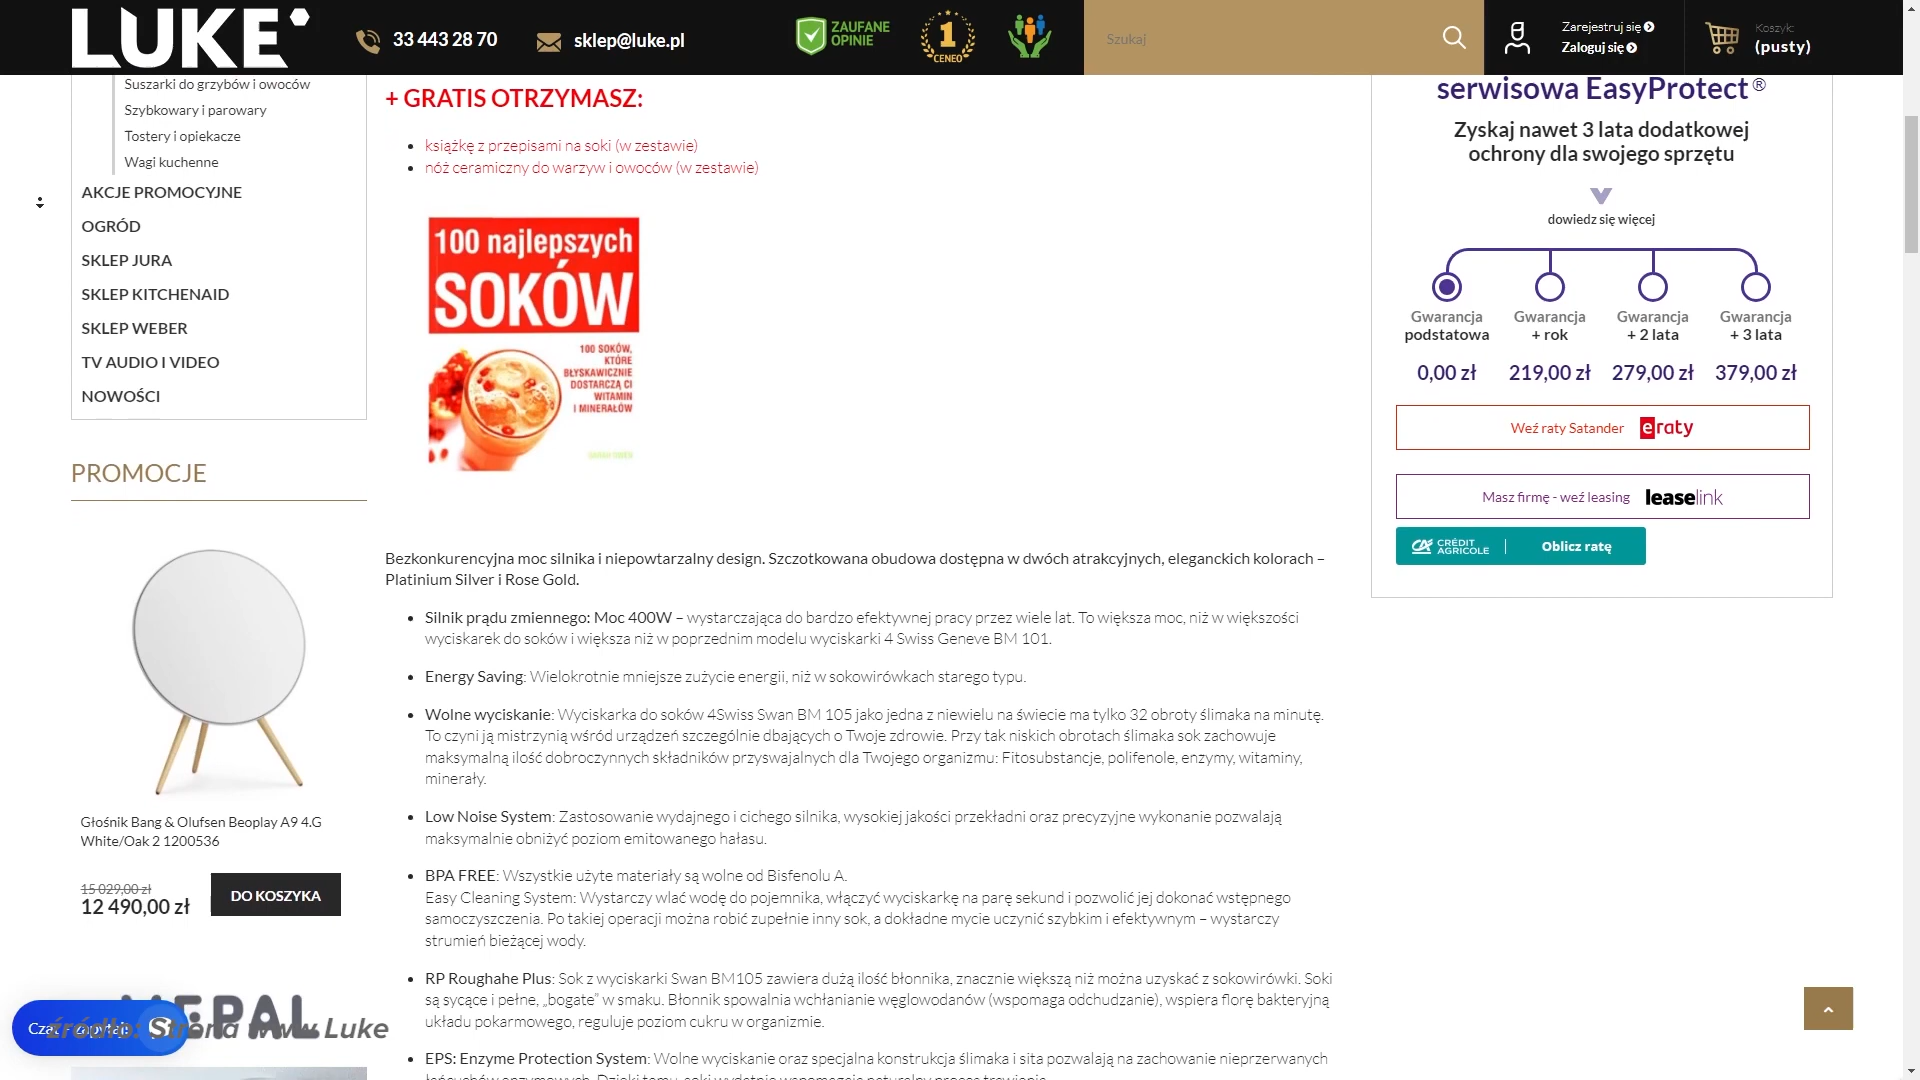 LUKE
33 443 28 70
sklep@luke.pl
ZAUFANE
OPINIE
1
CENEO
Szukaj
Zarejestruj się
Zaloguj się
Koszyk:
(pusty)
Suszarki do grzybów i owoców
Szybkowary i parowary
Tostery i opiekacze
Wagi kuchenne
AKCJE PROMOCYJNE
OGRÓD
SKLEP JURA
SKLEP KITCHENAID
SKLEP WEBER
TV AUDIO I VIDEO
NOWOŚCI
PROMOCJE
Głośnik Bang & Olufsen Beoplay A9 4.G
White/Oak 2 1200536
15 029,00 zł
12 490,00 zł
DO KOSZYKA
NEPAL
źródło: Strona www Luke
+ GRATIS OTRZYMASZ:
książkę z przepisami na soki (w zestawie)
nóż ceramiczny do warzyw i owoców (w zestawie)
100 najlepszych
SOKÓW
100 SOKÓW,
KTÓRE
BŁYSKAWICZNIE
DOSTARCZĄ CI
WITAMIN
I MINERAŁÓW
Bezkonkurencyjna moc silnika i niepowtarzalny design. Szczotkowana obudowa dostępna w dwóch atrakcyjnych, eleganckich kolorach –
Platinium Silver i Rose Gold.
Silnik prądu zmiennego: Moc 400W – wystarczająca do bardzo efektywnej pracy przez wiele lat. To większa moc, niż w większości
wyciskarek do soków i większa niż w poprzednim modelu wyciskarki 4 Swiss Geneve BM 101.
Energy Saving: Wielokrotnie mniejsze zużycie energii, niż w sokowirówkach starego typu.
Wolne wyciskanie: Wyciskarka do soków 4Swiss Swan BM 105 jako jedna z niewielu na świecie ma tylko 32 obroty ślimaka na minutę.
To czyni ją mistrzynią wśród urządzeń szczególnie dbających o Twoje zdrowie. Przy tak niskich obrotach ślimaka sok zachowuje
maksymalną ilość dobroczynnych składników przyswajalnych dla Twojego organizmu: Fitosubstancje, polifenole, enzymy, witaminy,
minerały.
Low Noise System: Zastosowanie wydajnego i cichego silnika, wysokiej jakości przekładni oraz precyzyjne wykonanie pozwalają
maksymalnie obniżyć poziom emitowanego hałasu.
BPA FREE: Wszystkie użyte materiały są wolne od Bisfenolu A.
Easy Cleaning System: Wystarczy wlać wodę do pojemnika, włączyć wyciskarkę na parę sekund i pozwolić jej dokonać wstępnego
samoczyszczenia. Po takiej operacji można robić zupełnie inny sok, a dokładne mycie uczynić szybkim i efektywnym – wystarczy
strumień bieżącej wody.
RP Roughahe Plus: Sok z wyciskarki Swan BM105 zawiera dużą ilość błonnika, znacznie większą niż można uzyskać z sokowirówki. Soki
są sycące i pełne, „bogate” w smaku. Błonnik spowalnia wchłanianie węglowodanów (wspomaga odchudzanie), wspiera florę bakteryjną
układu pokarmowego, reguluje poziom cukru w organizmie.
EPS: Enzyme Protection System: Wolne wyciskanie oraz specjalna konstrukcja ślimaka i sita pozwalają na zachowanie nieprzerwanych
serwisowa EasyProtect®
Zyskaj nawet 3 lata dodatkowej
ochrony dla swojego sprzętu
dowiedz się więcej
Gwarancja podstatowa
Gwarancja + rok
Gwarancja + 2 lata
Gwarancja + 3 lata
0,00 zł 219,00 zł 279,00 zł 379,00 zł
Weź raty Satander eraty
Masz firmę - weź leasing leaselink
CRÉDIT AGRICOLE Oblicz ratę